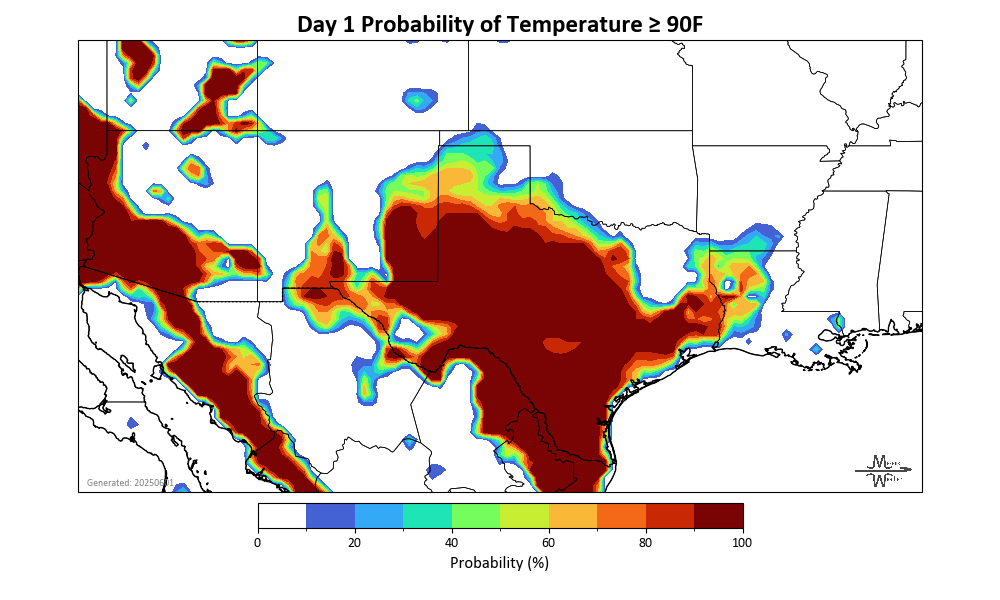 Day 1 Probability of Temperature ≥ 90F
Generated: 20250601
0 20 40 60 80 100
Probability (%)